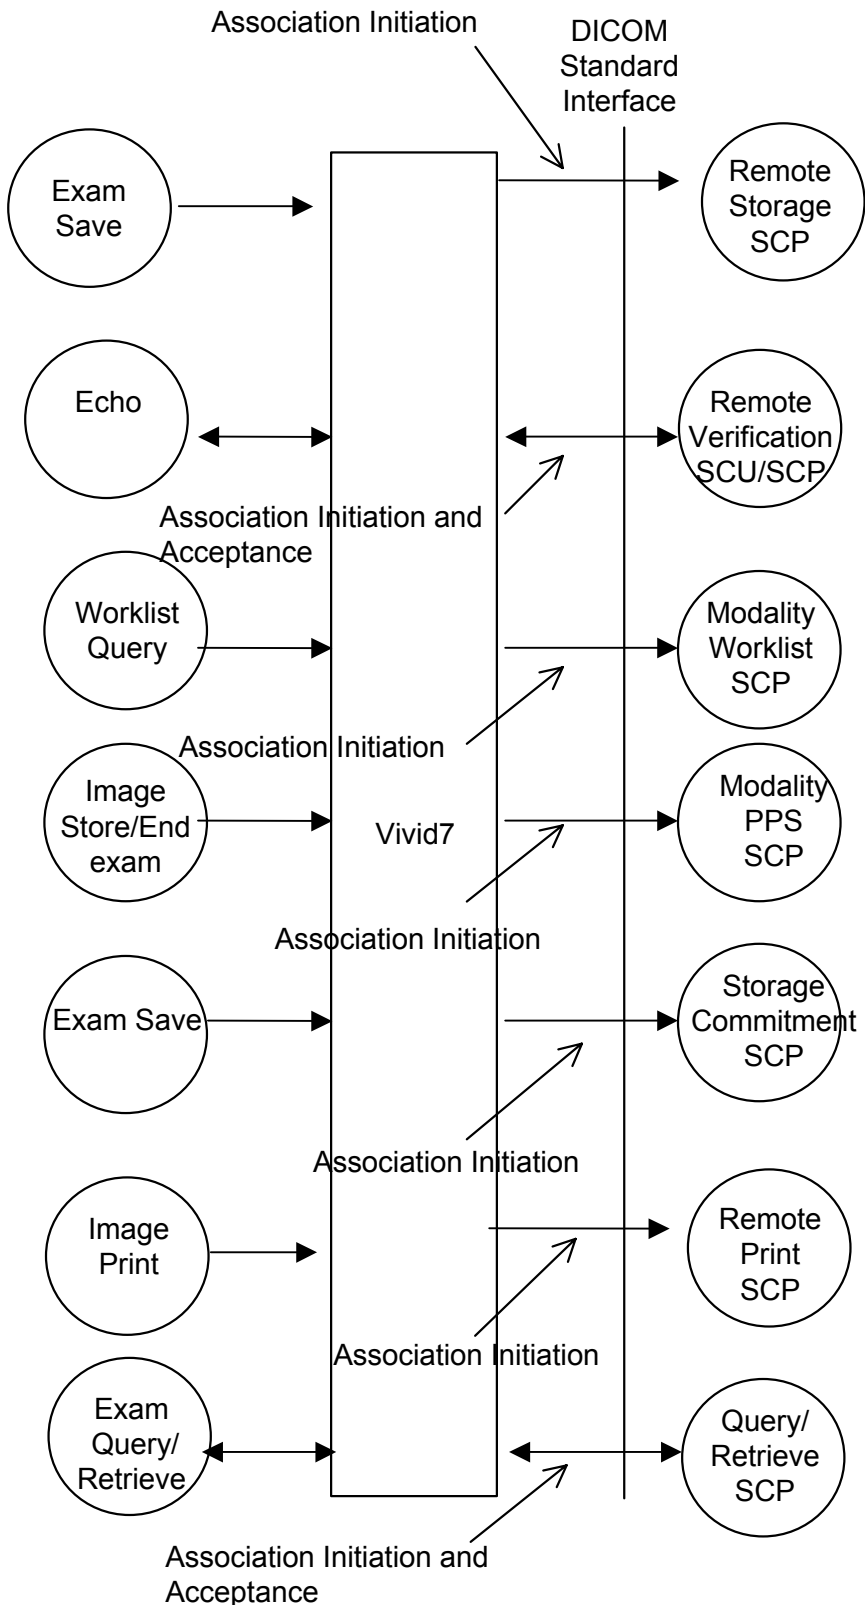 Association Initiation
DICOM
Standard
Interface
Exam
Save
Remote
Storage
SCP
Echo
Remote
Verification
SCU/SCP
Association Initiation and
Acceptance
Worklist
Query
Modality
Worklist
SCP
Association Initiation
Image
Store/End
exam
Vivid7
Modality
PPS
SCP
Association Initiation
Exam Save
Storage
Commitment
SCP
Association Initiation
Image
Print
Remote
Print
SCP
Association Initiation
Exam
Query/
Retrieve
Query/
Retrieve
SCP
Association Initiation and
Acceptance